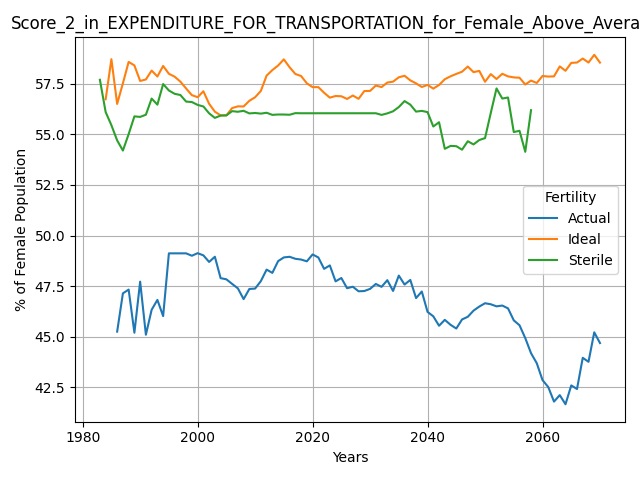 Score_2_in_EXPENDITURE_FOR_TRANSPORTATION_for_Female_Above_Avera
57.5
55.0
52.5
50.0
47.5
45.0
42.5
% of Female Population
Fertility
Actual
Ideal
Sterile
1980
2000
2020
2040
2060
Years